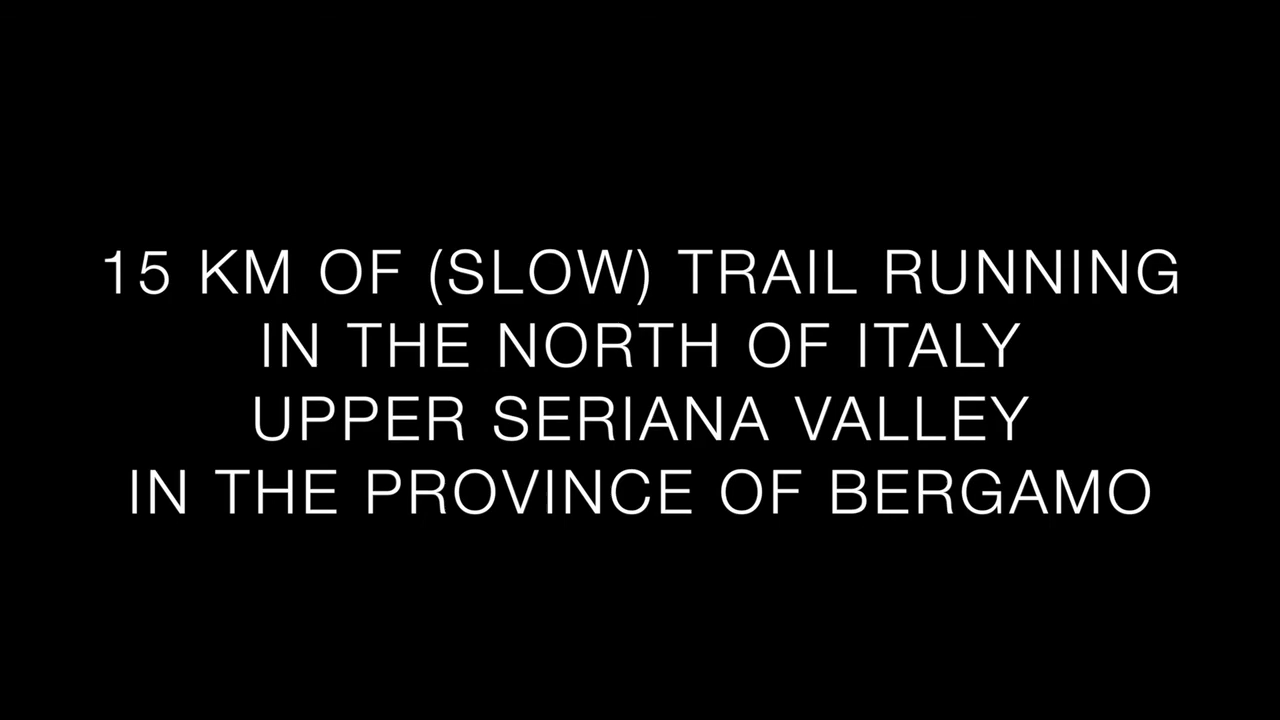 15 KM OF (SLOW) TRAIL RUNNING
IN THE NORTH OF ITALY
UPPER SERIANA VALLEY
IN THE PROVINCE OF BERGAMO